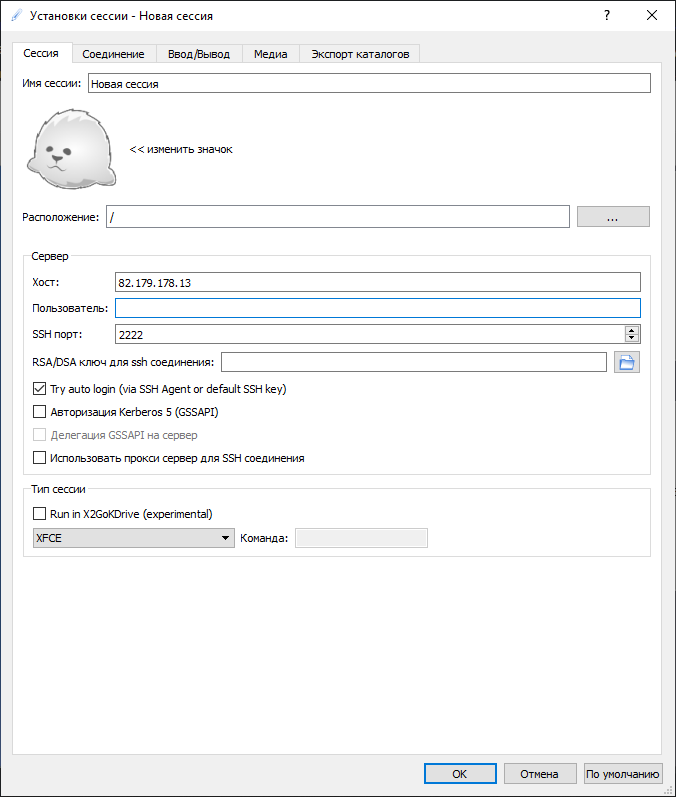 Установки сессии - Новая сессия
?
Сессия Соединение Ввод/Вывод Медиа Экспорт каталогов
Имя сессии: Новая сессия
<< изменить значок
Расположение: / ...
Сервер
Хост: 82.179.178.13
Пользователь:
SSH порт: 2222
RSA/DSA ключ для ssh соединения:
Try auto login (via SSH Agent or default SSH key)
Авторизация Kerberos 5 (GSSAPI)
Делегация GSSAPI на сервер
Использовать прокси сервер для SSH соединения
Тип сессии
Run in X2GoKDrive (experimental)
XFCE Команда:
OK Отмена По умолчанию